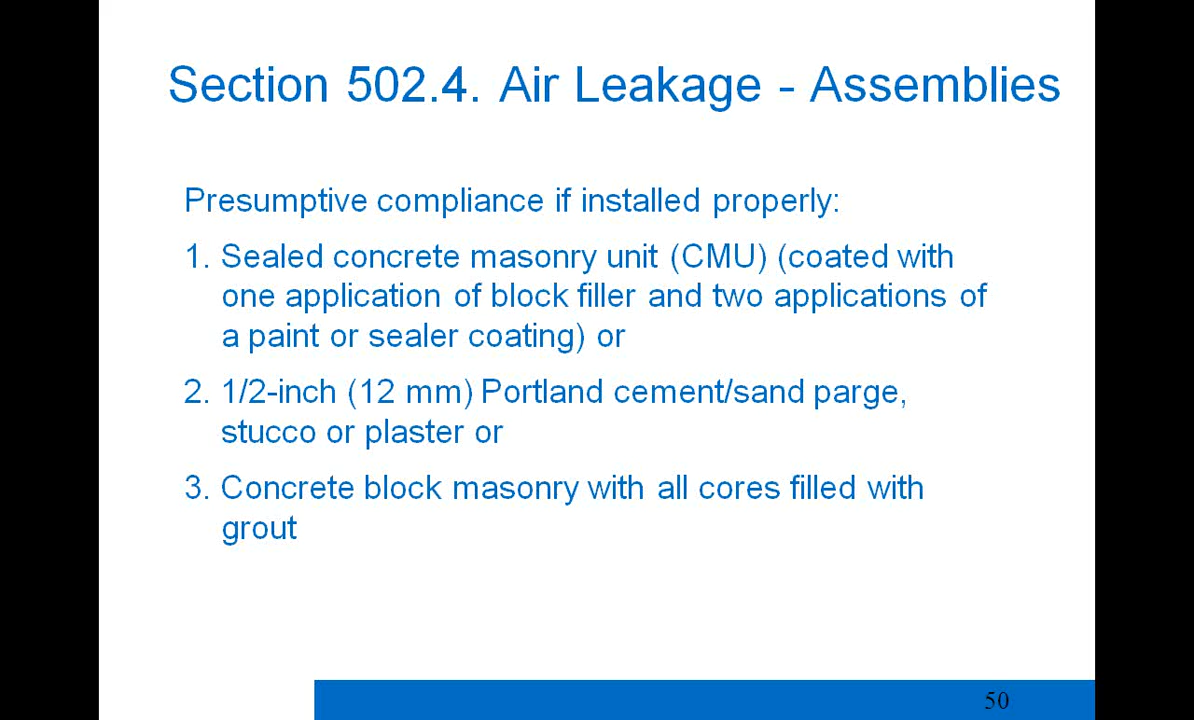 Section 502.4. Air Leakage - Assemblies
Presumptive compliance if installed properly:
1. Sealed concrete masonry unit (CMU) (coated with
one application of block filler and two applications of
a paint or sealer coating) or
2. 1/2-inch (12 mm) Portland cement/sand parge,
stucco or plaster or
3. Concrete block masonry with all cores filled with
grout
50